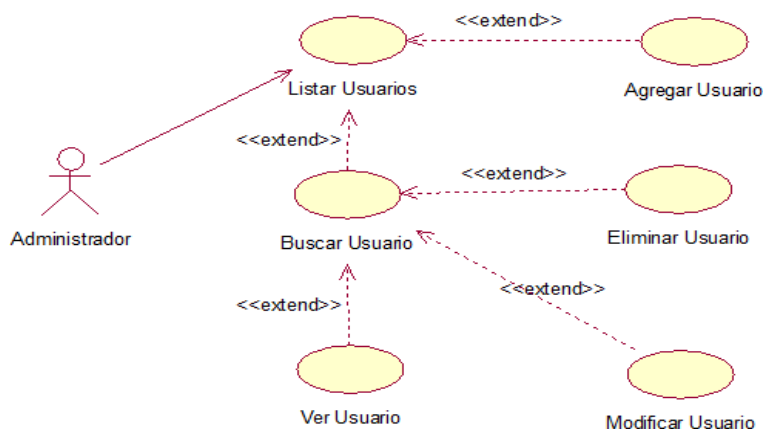 <<extend>>
Listar Usuarios
Agregar Usuario
<<extend>>
<<extend>>
Administrador
Buscar Usuario
Eliminar Usuario
<<extend>>
<<extend>>
Ver Usuario
Modificar Usuario